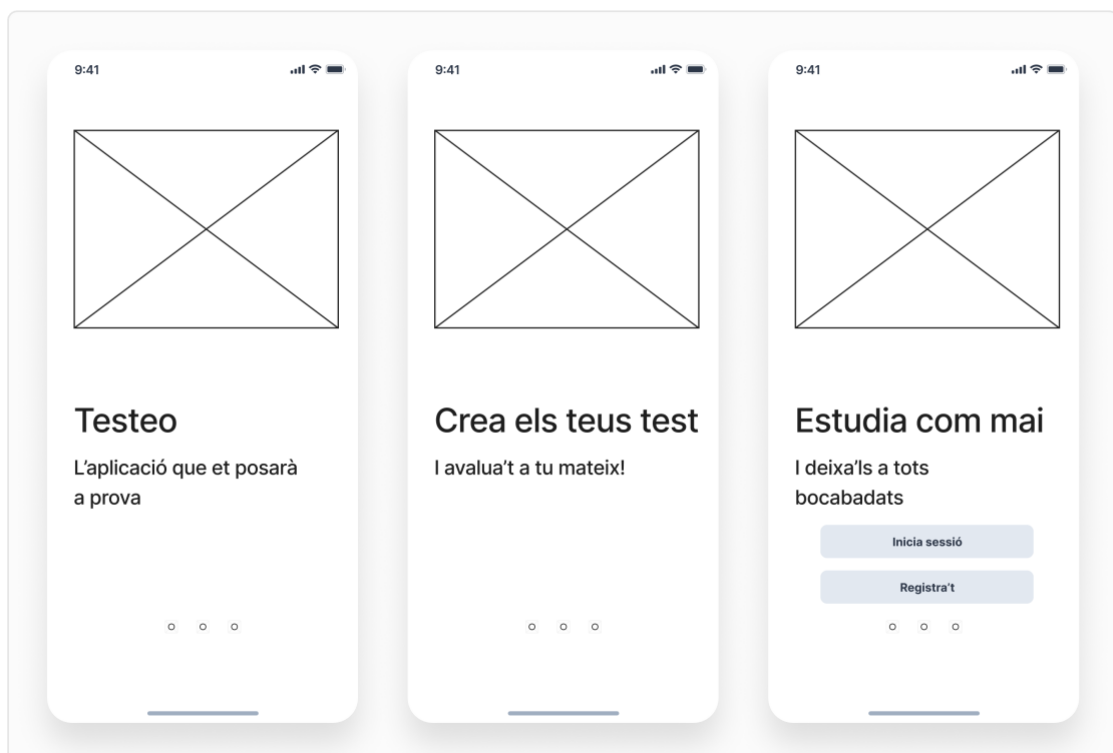 9:41
Testeo
L’aplicació que et posarà
a prova
9:41
Crea els teus test
I avalua’t a tu mateix!
9:41
Estudia com mai
I deixa’ls a tots
bocabadats
Inicia sessió
Registra’t